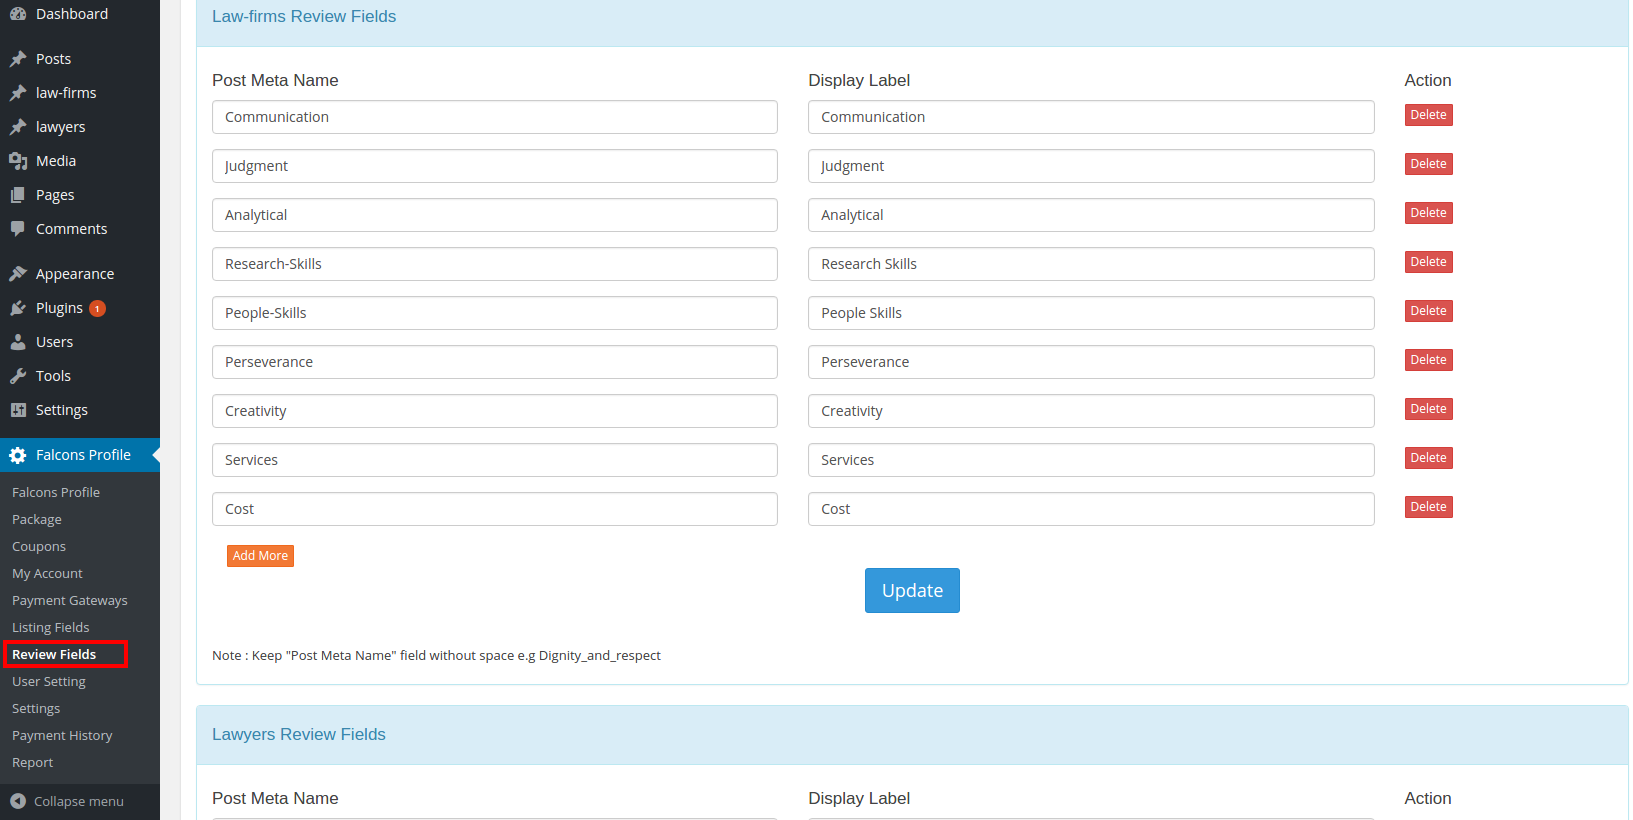 Dashboard
Posts
law-firms
lawyers
Media
Pages
Comments
Appearance
Plugins 1
Users
Tools
Settings
Falcons Profile
Falcons Profile
Package
Coupons
My Account
Payment Gateways
Listing Fields
Review Fields
User Setting
Settings
Payment History
Report
Collapse menu
Law-firms Review Fields
Post Meta Name Display Label Action
Communication Communication Delete
Judgment Judgment Delete
Analytical Analytical Delete
Research-Skills Research Skills Delete
People-Skills People Skills Delete
Perseverance Perseverance Delete
Creativity Creativity Delete
Services Services Delete
Cost Cost Delete
Add More
Update
Note : Keep "Post Meta Name" field without space e.g Dignity_and_respect
Lawyers Review Fields
Post Meta Name Display Label Action